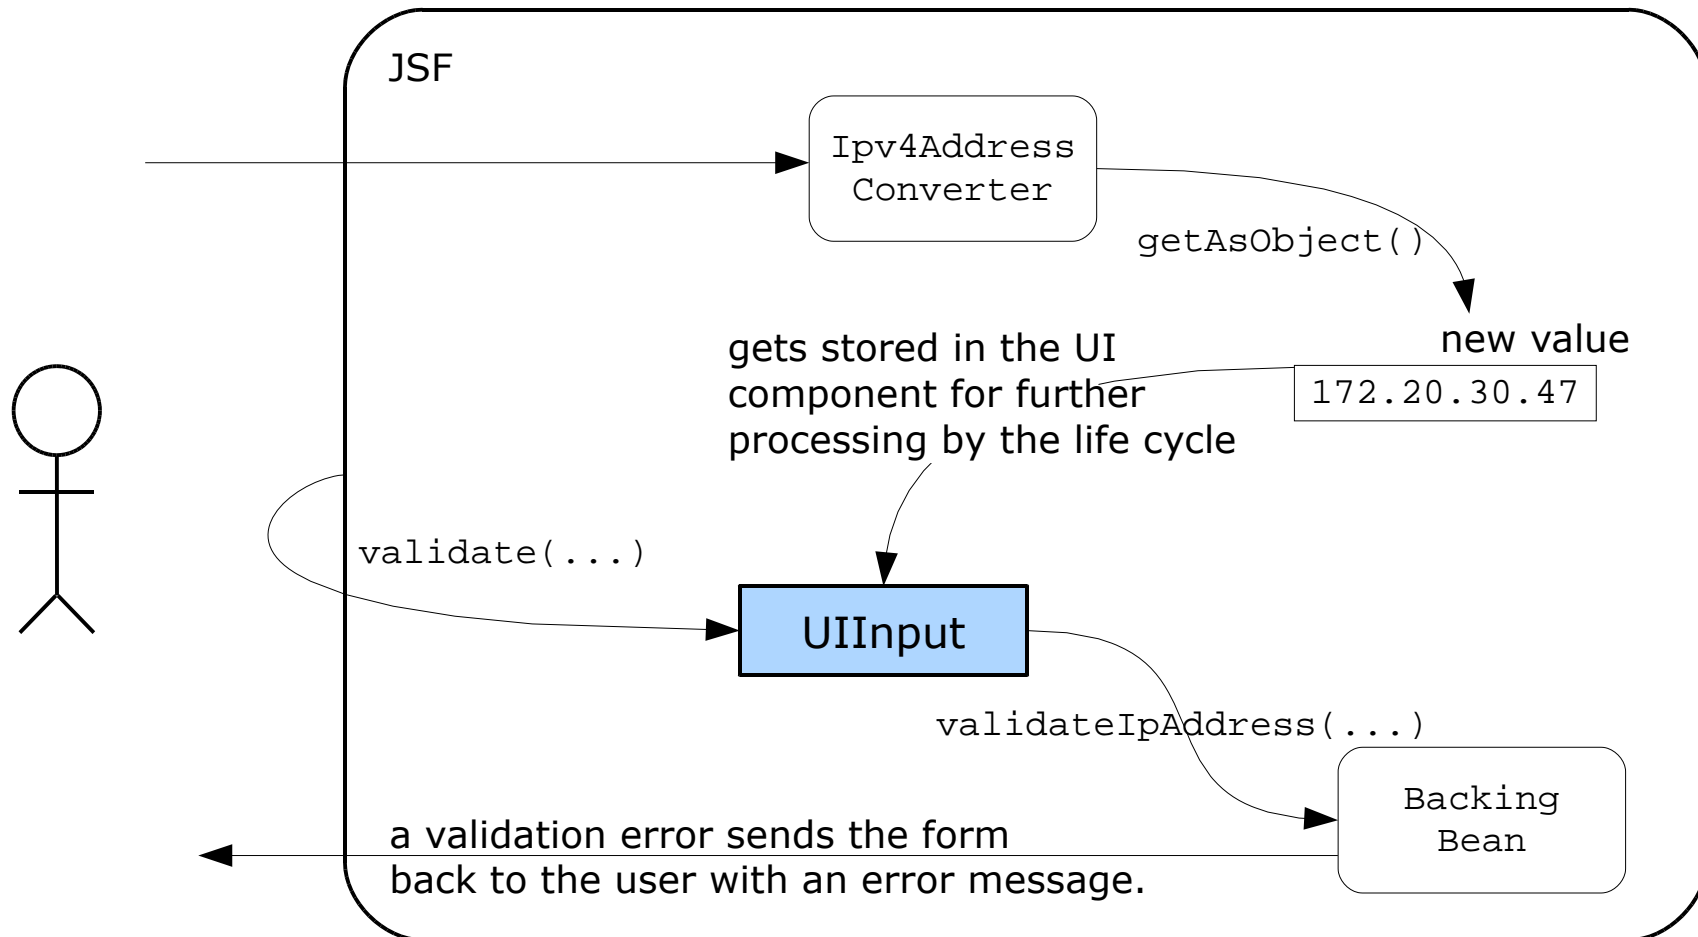 JSF
Ipv4Address
Converter
getAsObject()
new value
172.20.30.47
gets stored in the UI
component for further
processing by the life cycle
validate(...)
UIInput
validateIpAddress(...)
Backing
Bean
a validation error sends the form
back to the user with an error message.